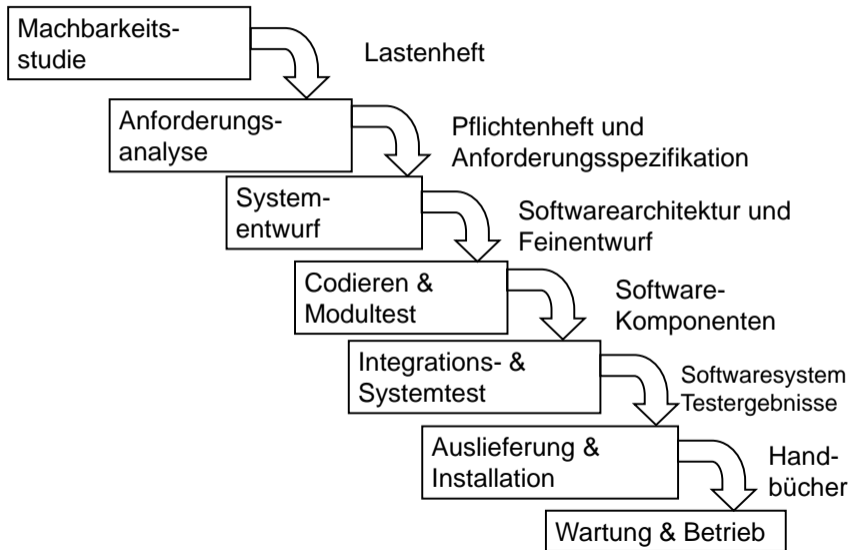 Machbarkeits-
studie
Lastenheft
Anforderungs-
analyse
Pflichtenheft und
Anforderungsspezifikation
System-
entwurf
Softwarearchitektur und
Feinentwurf
Codieren &
Modultest
Software-
Komponenten
Integrations- &
Systemtest
Softwaresystem
Testergebnisse
Auslieferung &
Installation
Hand-
bücher
Wartung & Betrieb